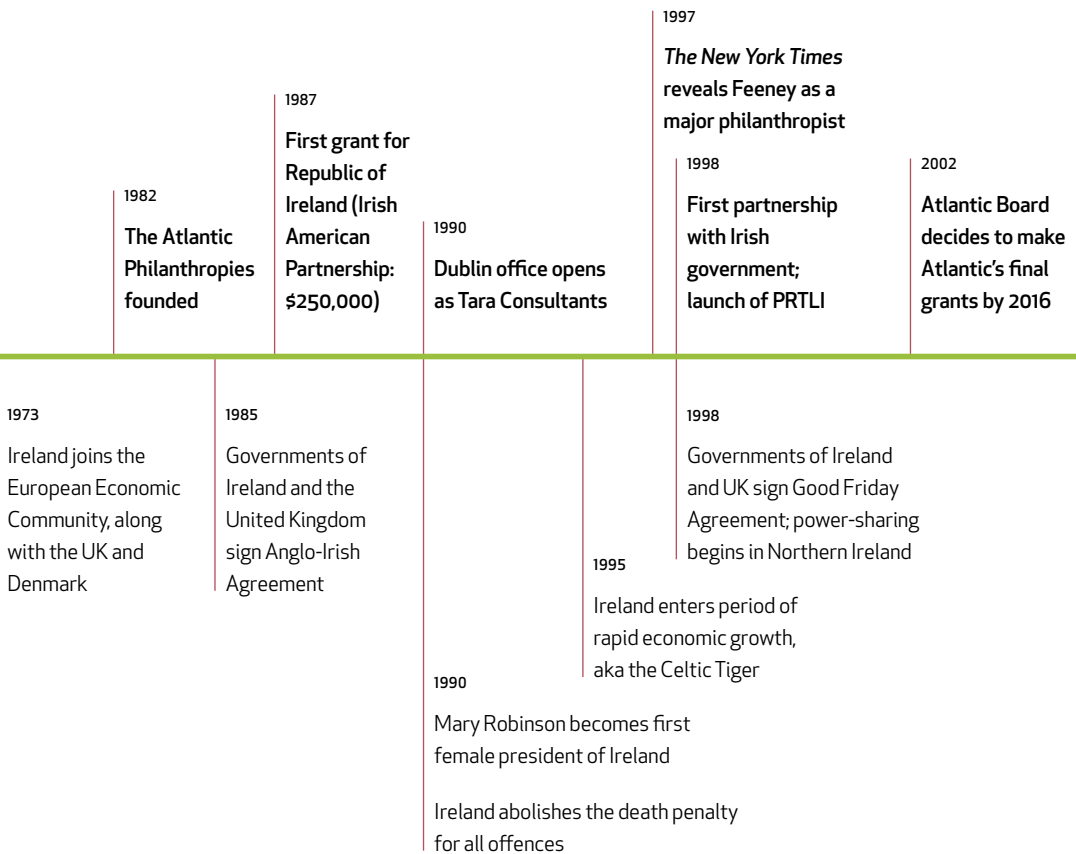 1982
The Atlantic
Philanthropies
founded
1987
First grant for
Republic of
Ireland (Irish
American
Partnership:
$250,000)
1990
Dublin office opens
as Tara Consultants
1997
The New York Times
reveals Feeney as a
major philanthropist
1998
First partnership
with Irish
government;
launch of PRTLI
2002
Atlantic Board
decides to make
Atlantic's final
grants by 2016
1973
Ireland joins the
European Economic
Community, along
with the UK and
Denmark
1985
Governments of
Ireland and the
United Kingdom
sign Anglo-Irish
Agreement
1990
Mary Robinson becomes first
female president of Ireland
Ireland abolishes the death penalty
for all offences
1995
Ireland enters period of
rapid economic growth,
aka the Celtic Tiger
1998
Governments of Ireland
and UK sign Good Friday
Agreement; power-sharing
begins in Northern Ireland